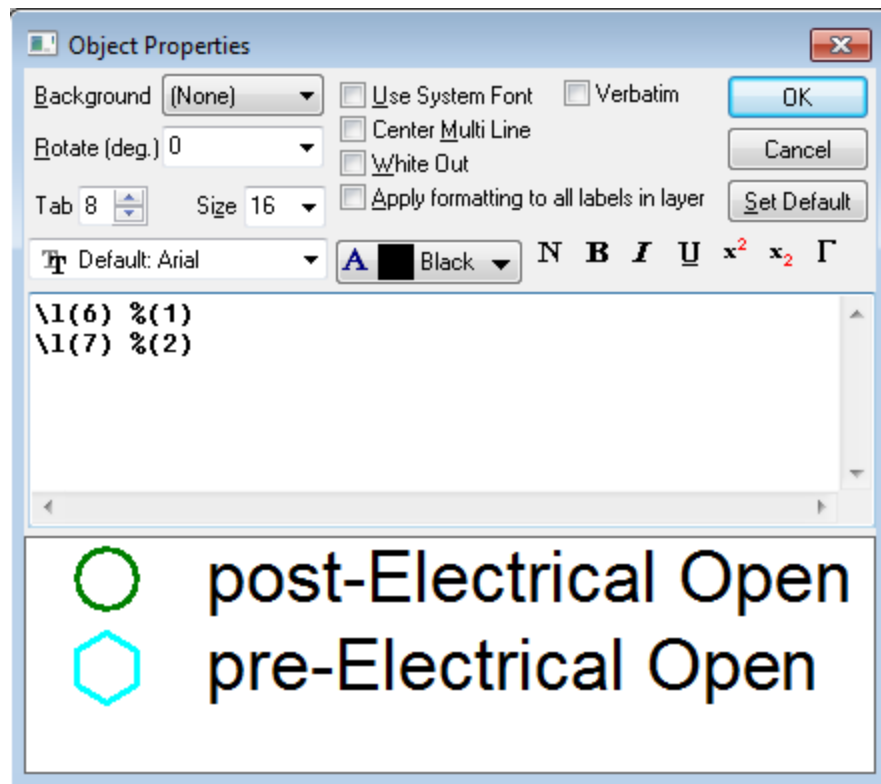 Object Properties
Background (None) Use System Font Verbatim OK
Rotate (deg.) 0 Center Multi Line Cancel
White Out
Tab 8 Size 16 Apply formatting to all labels in layer Set Default
Default: Arial A Black N B I U x² x₂ Γ
\l(6) %(1)
\l(7) %(2)
post-Electrical Open
pre-Electrical Open